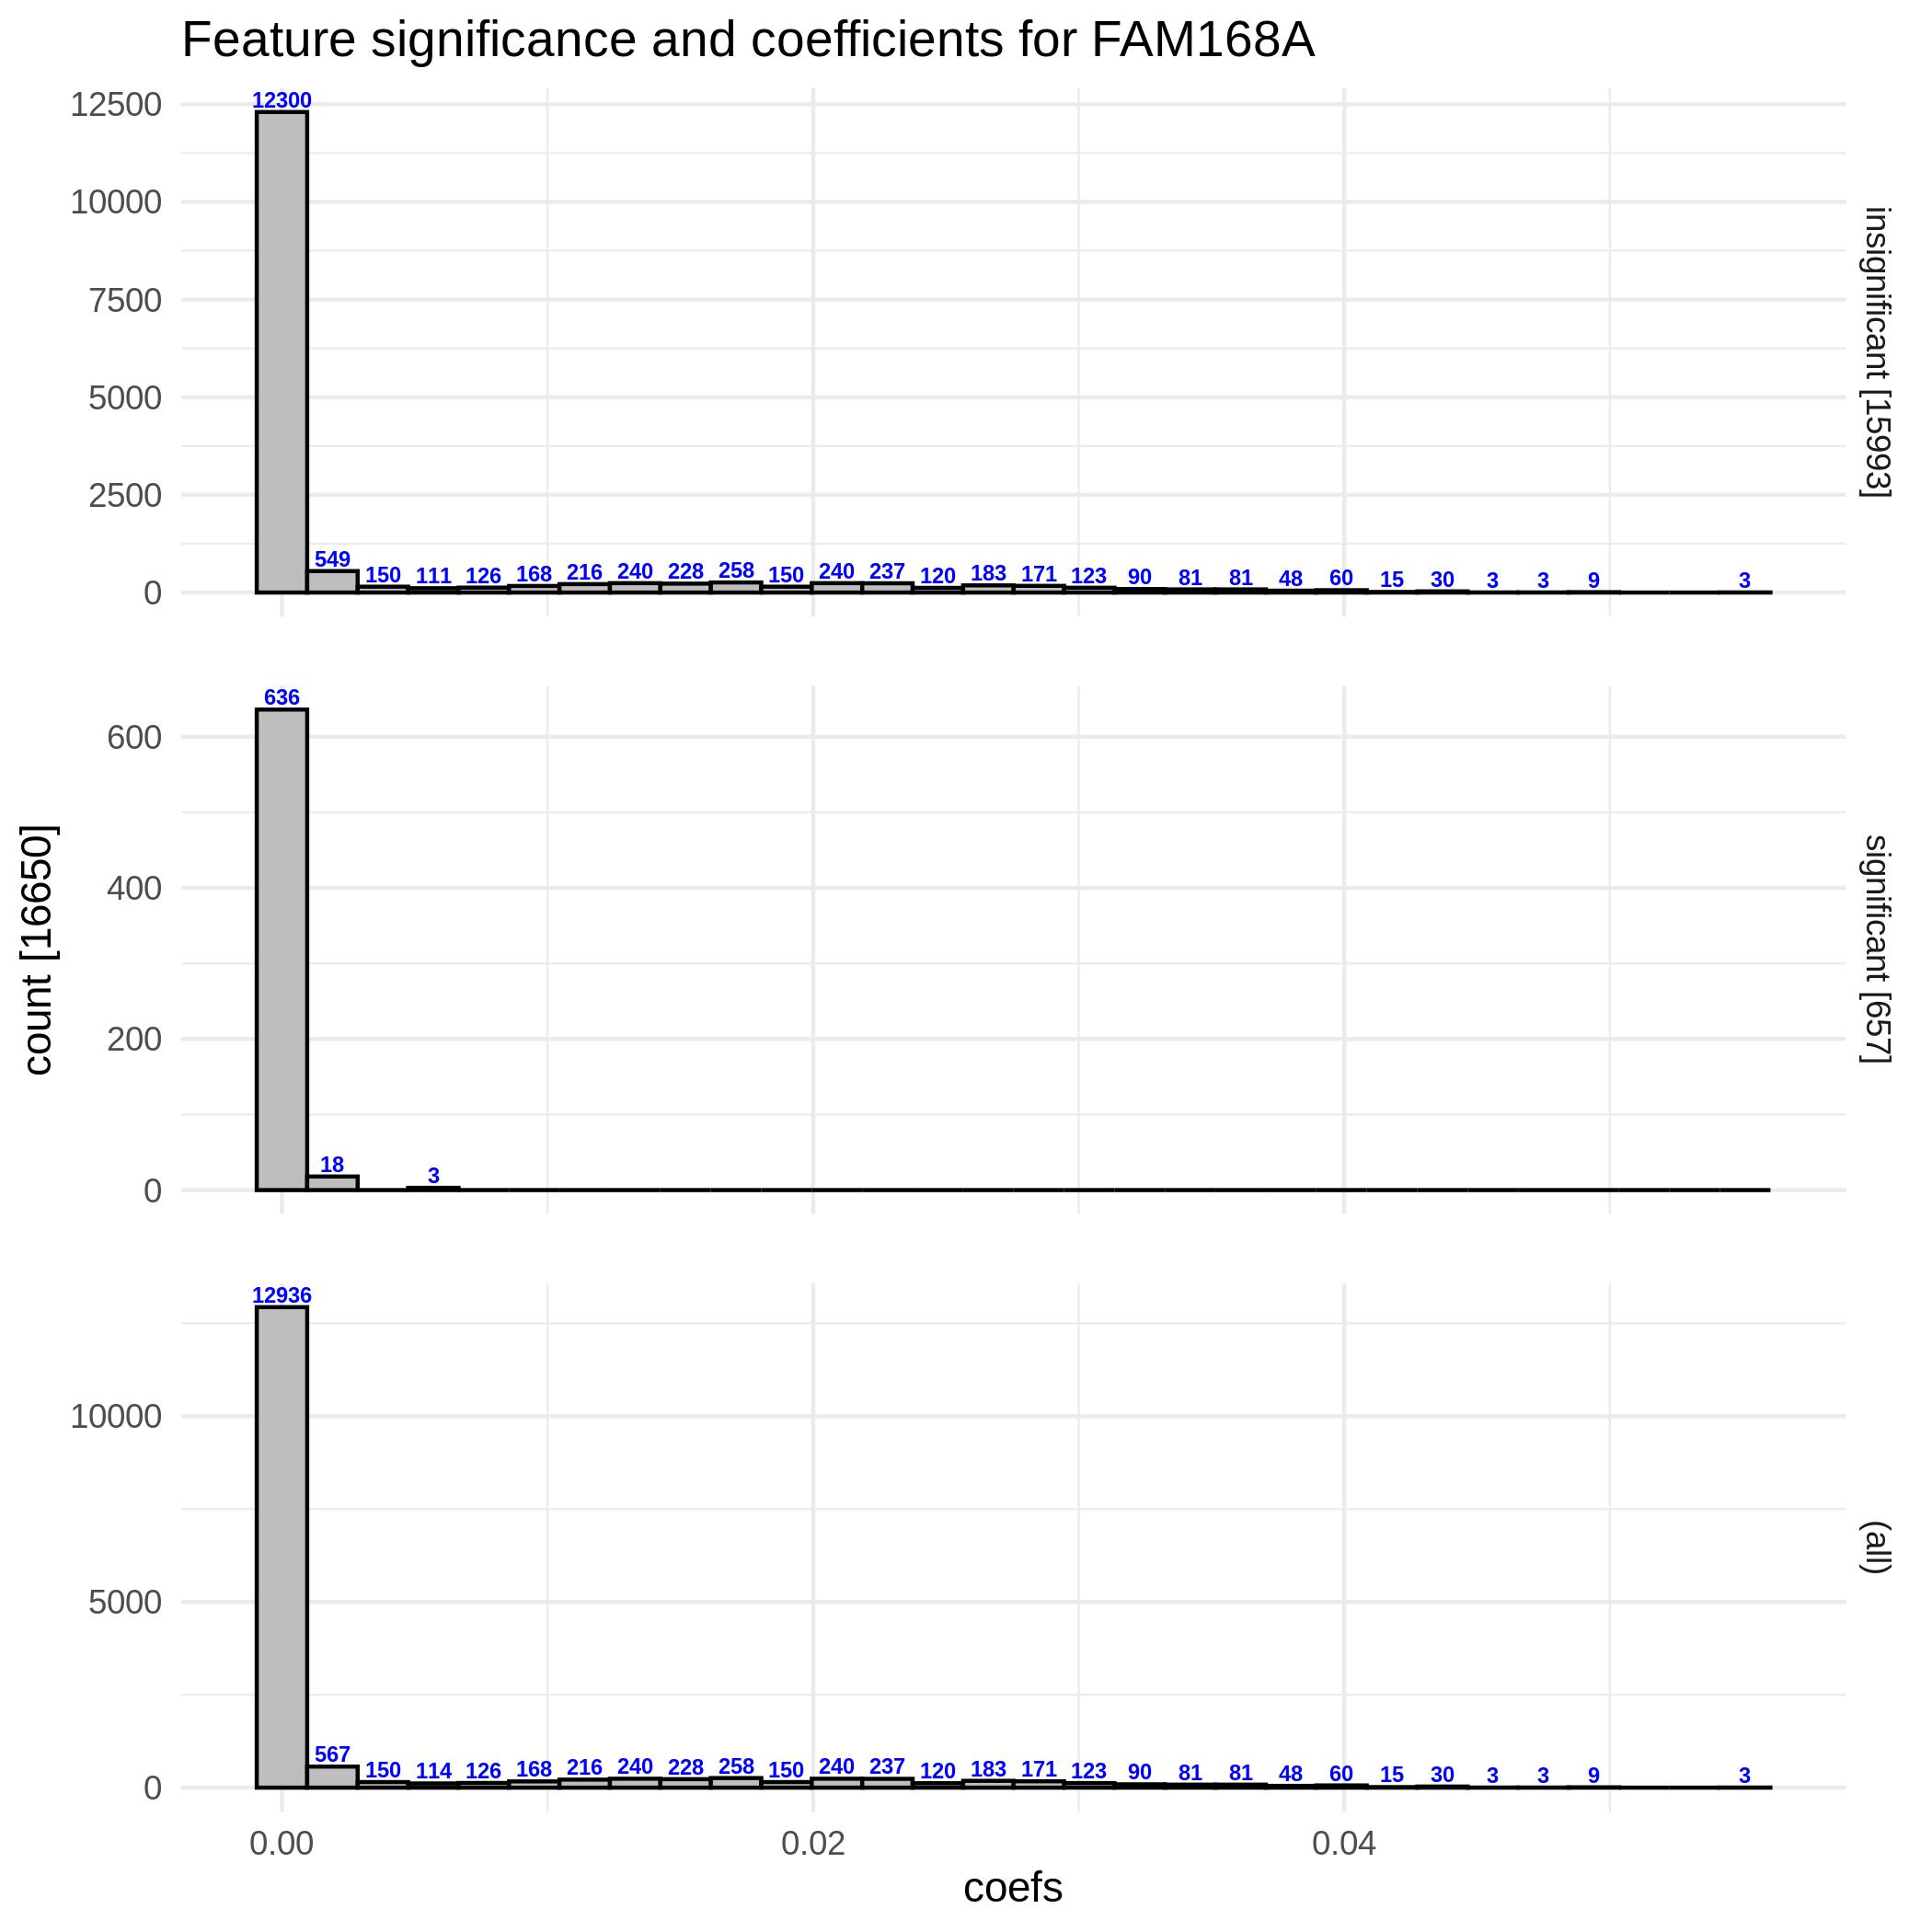 Feature significance and coefficients for FAM168A
12500
10000
7500
5000
2500
0
12300
549 150 111 126 168 216 240 228 258 150 240 237 120 183 171 123 90 81 81 48 60 15 30 3 3 9 3
insignificant [15993]
count [16650]
600
400
200
0
636
18 3
significant [657]
10000
5000
0
12936
567 150 114 126 168 216 240 228 258 150 240 237 120 183 171 123 90 81 81 48 60 15 30 3 3 9 3
(all)
0.00 0.02 0.04
coefs